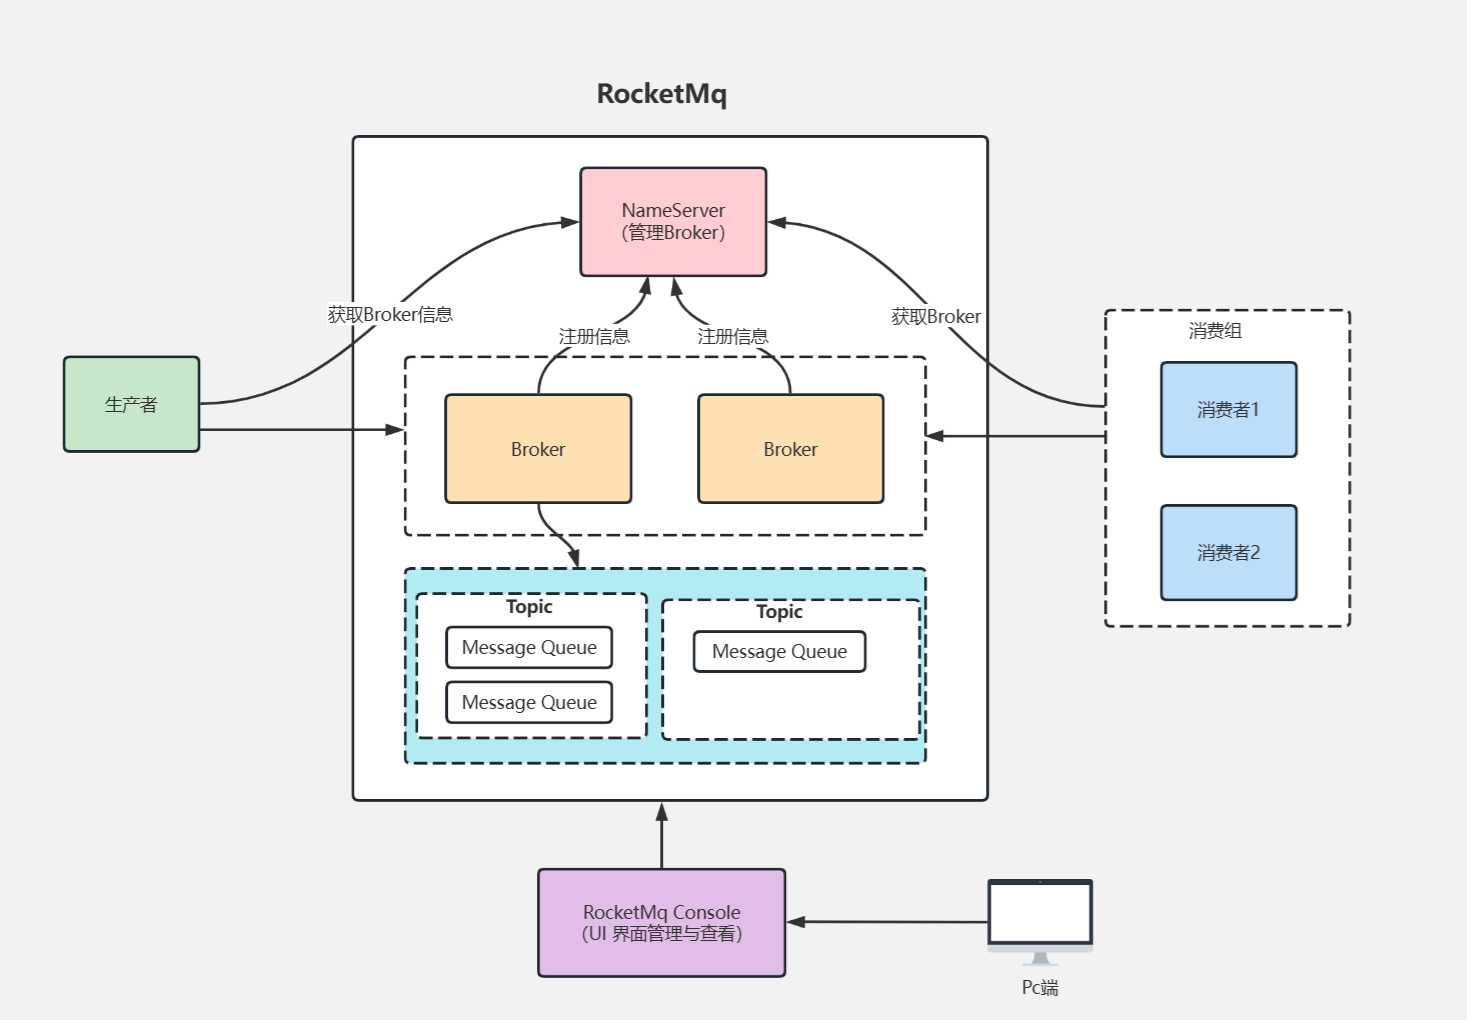 RocketMq
NameServer
(管理Broker)
获取Broker信息
注册信息
注册信息
获取Broker
消费组
生产者
消费者1
Broker
Broker
消费者2
Topic
Message Queue
Message Queue
Topic
Message Queue
RocketMq Console
(UI 界面管理与查看)
Pc端